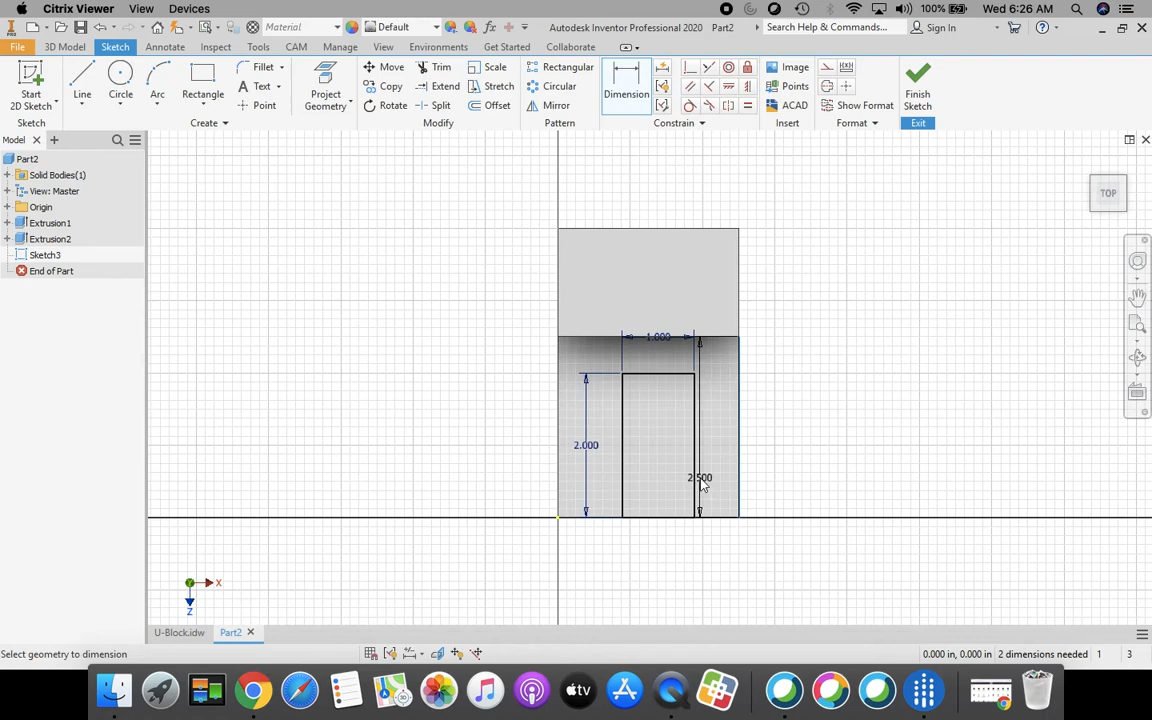 Citrix Viewer View Devices 100% Wed 6:26 AM
Material Default Autodesk Inventor Professional 2020 Part2 Search Help & Commands... Sign In
File 3D Model Sketch Annotate Inspect Tools CAM Manage View Environments Get Started Collaborate
Fillet Move Trim Scale Rectangular Image
Text Copy Extend Stretch Circular Points
Start 2D Sketch Line Circle Arc Rectangle Project Geometry Dimension Finish Sketch
Point Rotate Split Offset Mirror ACAD Show Format
Sketch Create Modify Pattern Constrain Insert Format Exit
Model
Part2
Solid Bodies(1)
View: Master
Origin
Extrusion1
Extrusion2
Sketch3
End of Part
TOP
1.000
2.000
2.500
X
Y
Z
U-Block.idw Part2
Select geometry to dimension 0.000 in, 0.000 in 2 dimensions needed 1 3
tv